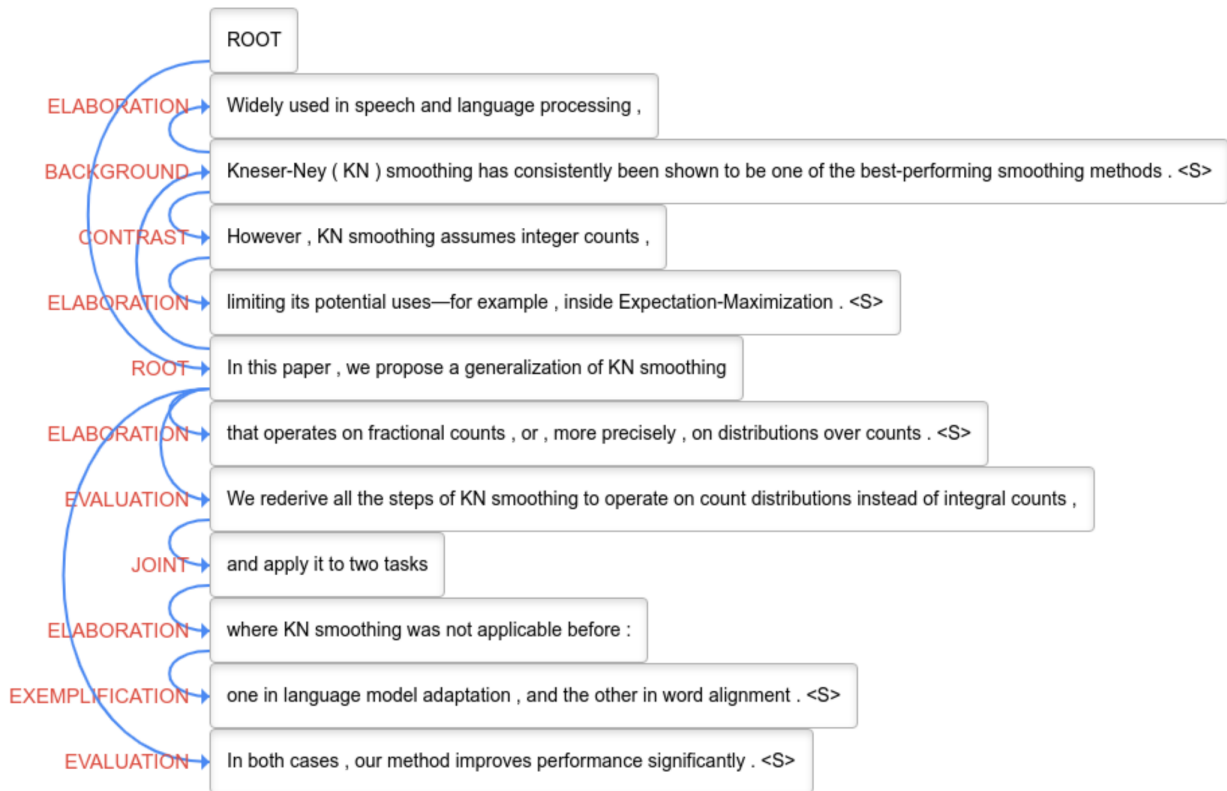 ROOT
ELABORATION Widely used in speech and language processing ,
BACKGROUND Kneser-Ney ( KN ) smoothing has consistently been shown to be one of the best-performing smoothing methods . <S>
CONTRAST However , KN smoothing assumes integer counts ,
ELABORATION limiting its potential uses—for example , inside Expectation-Maximization . <S>
ROOT In this paper , we propose a generalization of KN smoothing
ELABORATION that operates on fractional counts , or , more precisely , on distributions over counts . <S>
EVALUATION We rederive all the steps of KN smoothing to operate on count distributions instead of integral counts ,
JOINT and apply it to two tasks
ELABORATION where KN smoothing was not applicable before :
EXEMPLIFICATION one in language model adaptation , and the other in word alignment . <S>
EVALUATION In both cases , our method improves performance significantly . <S>